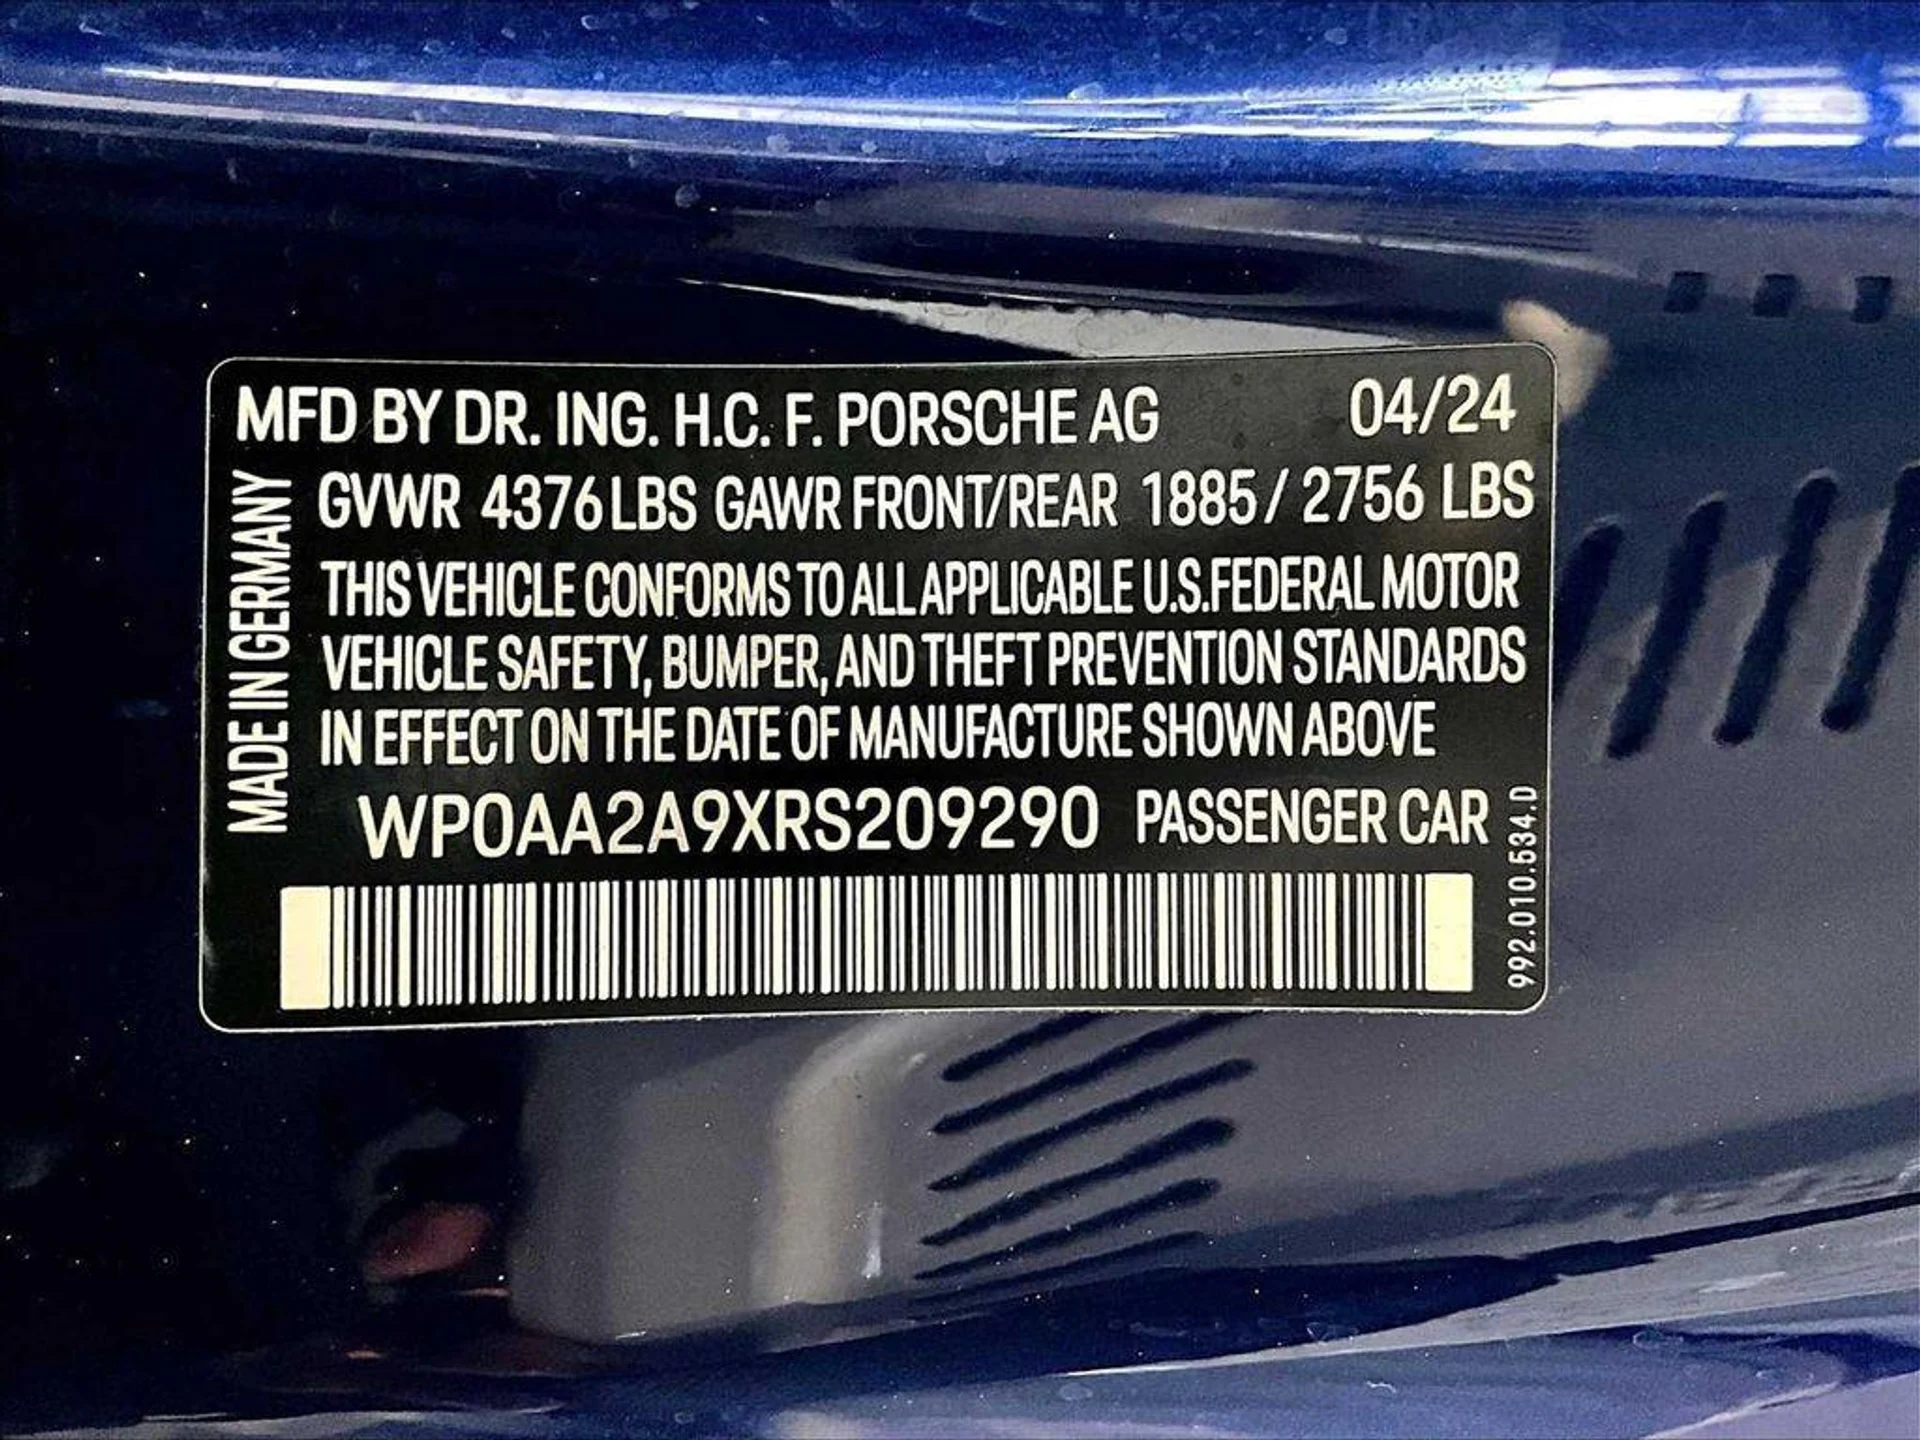 MFD BY DR. ING. H.C. F. PORSCHE AG 04/24
GVWR 4376 LBS GAWR FRONT/REAR 1885 / 2756 LBS
THIS VEHICLE CONFORMS TO ALL APPLICABLE U.S.FEDERAL MOTOR
VEHICLE SAFETY, BUMPER, AND THEFT PREVENTION STANDARDS
IN EFFECT ON THE DATE OF MANUFACTURE SHOWN ABOVE
WP0AA2A9XRS209290 PASSENGER CAR
MADE IN GERMANY
992.010.534.D